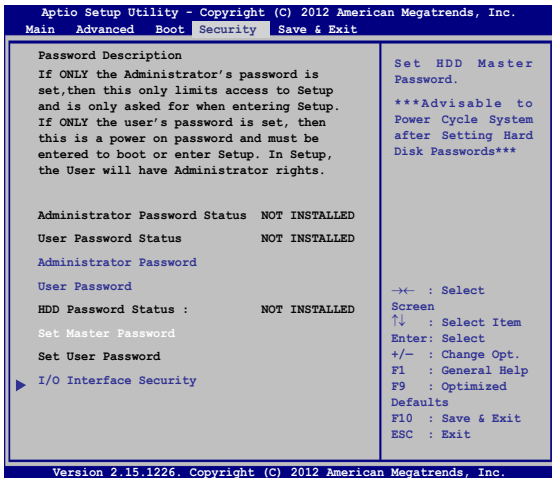 Aptio Setup Utility - Copyright (C) 2012 American Megatrends, Inc.
Main Advanced Boot Security Save & Exit
Password Description
If ONLY the Administrator's password is
set,then this only limits access to Setup
and is only asked for when entering Setup.
If ONLY the user's password is set, then
this is a power on password and must be
entered to boot or enter Setup. In Setup,
the User will have Administrator rights.
Administrator Password Status NOT INSTALLED
User Password Status NOT INSTALLED
Administrator Password
User Password
HDD Password Status : NOT INSTALLED
Set Master Password
Set User Password
I/O Interface Security
Set HDD Master
Password.
***Advisable to
Power Cycle System
after Setting Hard
Disk Passwords***
→← : Select
Screen
↑↓ : Select Item
Enter: Select
+/— : Change Opt.
F1 : General Help
F9 : Optimized
Defaults
F10 : Save & Exit
ESC : Exit
Version 2.15.1226. Copyright (C) 2012 American Megatrends, Inc.